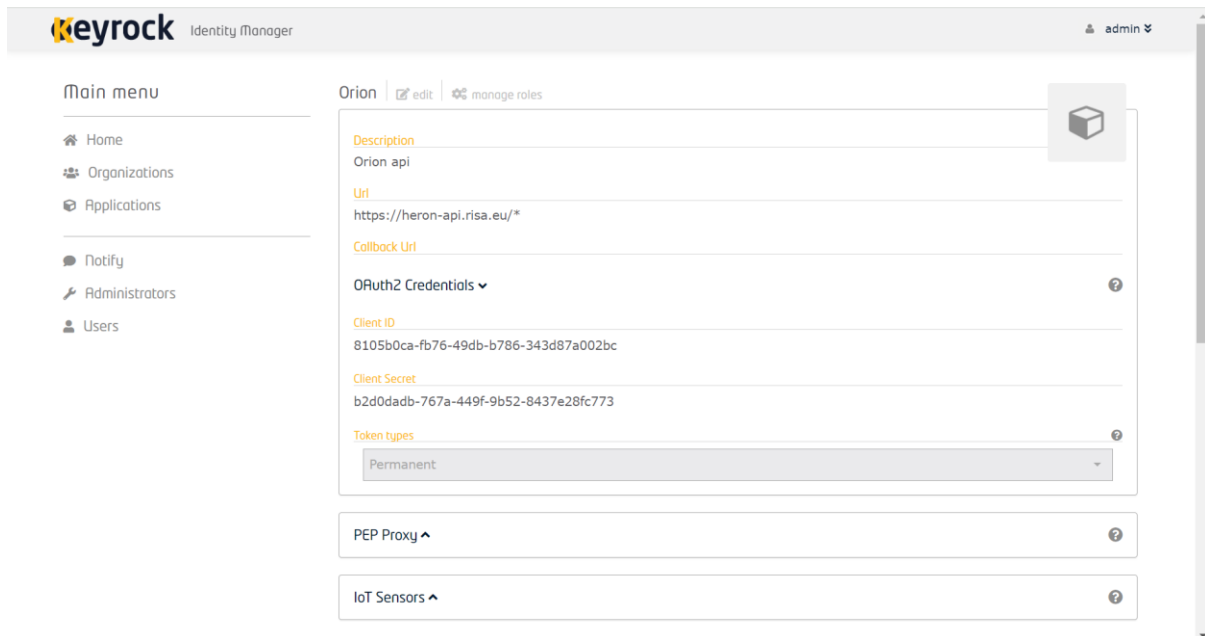 Keyrock Identity Manager
admin
Main menu
Home
Organizations
Applications
Notify
Administrators
Users
Orion edit manage roles
Description
Orion api
Url
https://heron-api.risa.eu/*
Callback Url
OAuth2 Credentials
Client ID
8105b0ca-fb76-49db-b786-343d87a002bc
Client Secret
b2d0dadb-767a-449f-9b52-8437e28fc773
Token types
Permanent
PEP Proxy
IoT Sensors